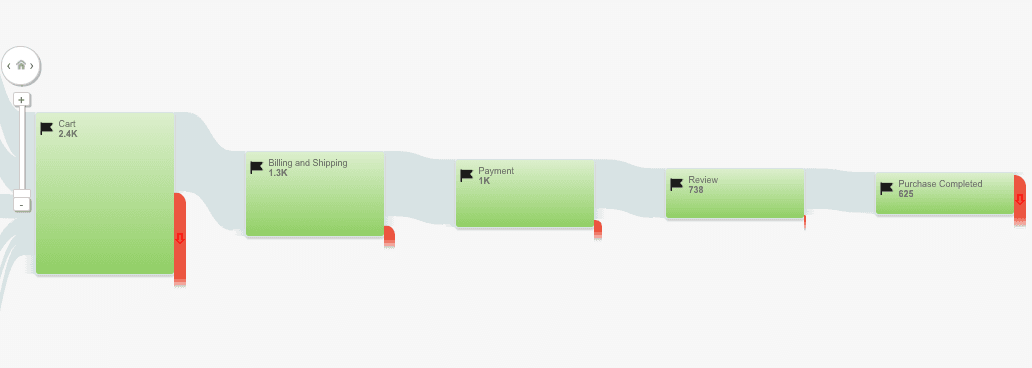 +
-
Cart
2.4K
Billing and Shipping
1.3K
Payment
1K
Review
738
Purchase Completed
625